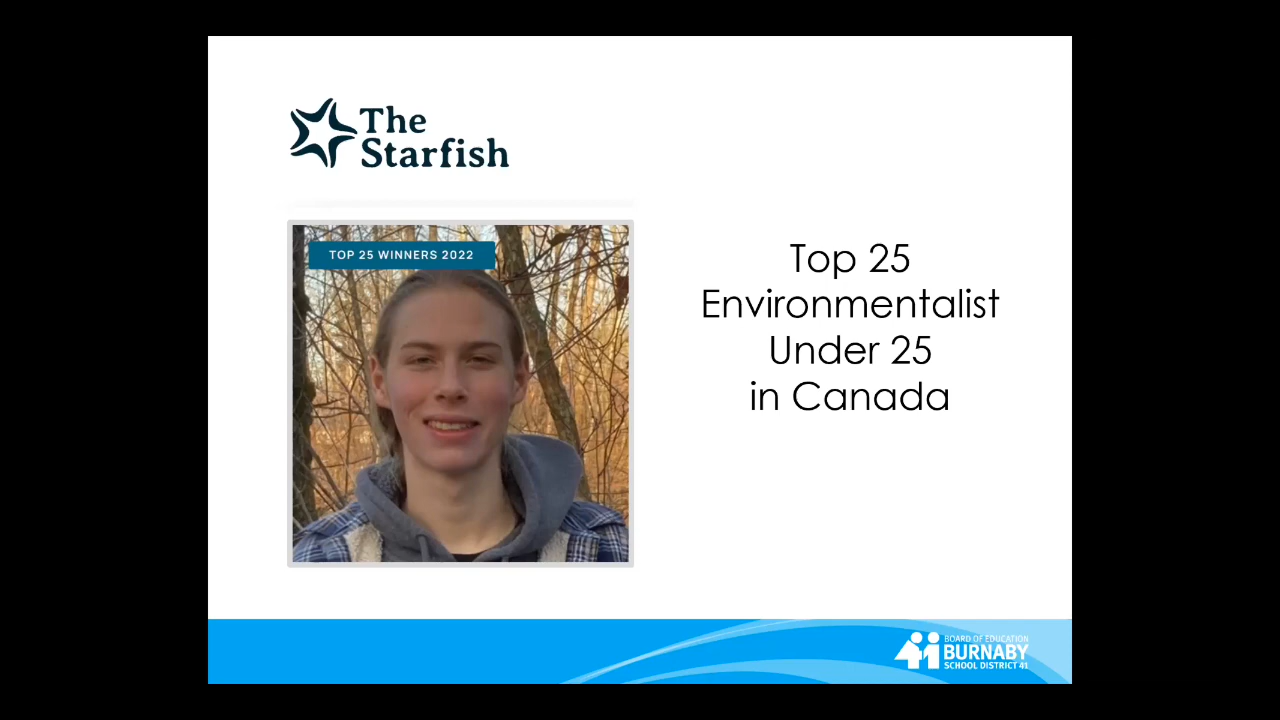 The
Starfish
TOP 25 WINNERS 2022
Top 25
Environmentalist
Under 25
in Canada
BOARD OF EDUCATION
BURNABY
SCHOOL DISTRICT 41